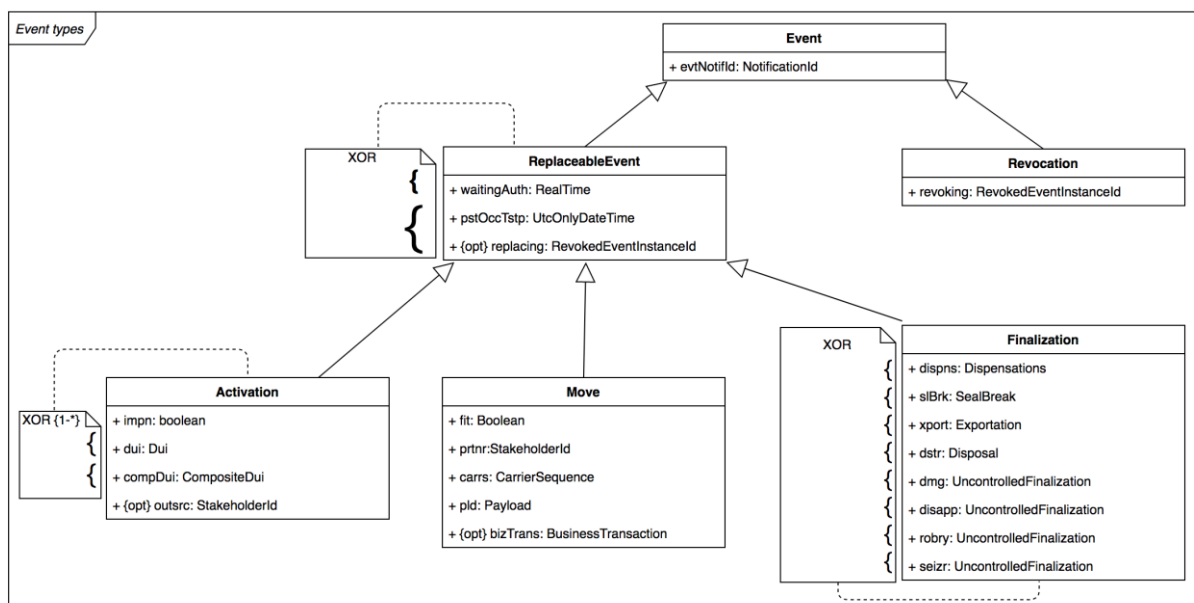 Event types
Event
+ evtNotifId: NotificationId
XOR
{
{
ReplaceableEvent
+ waitingAuth: RealTime
+ pstOccTstp: UtcOnlyDateTime
+ {opt} replacing: RevokedEventInstanceId
Revocation
+ revoking: RevokedEventInstanceId
XOR {1-*}
{
{
Activation
+ impn: boolean
+ dui: Dui
+ compDui: CompositeDui
+ {opt} outsrc: StakeholderId
Move
+ fit: Boolean
+ prtnr:StakeholderId
+ carrs: CarrierSequence
+ pld: Payload
+ {opt} bizTrans: BusinessTransaction
XOR
{
{
{
{
{
{
{
{
Finalization
+ dispns: Dispensations
+ slBrk: SealBreak
+ xport: Exportation
+ dstr: Disposal
+ dmg: UncontrolledFinalization
+ disapp: UncontrolledFinalization
+ robry: UncontrolledFinalization
+ seizr: UncontrolledFinalization